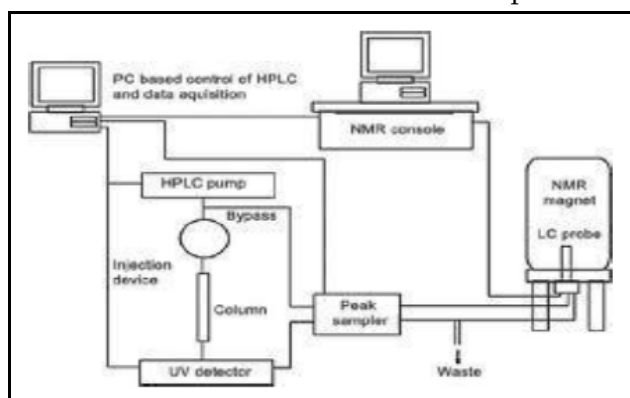 PC based control of HPLC
and data aquisition
NMR console
HPLC pump
Bypass
NMR
magnet
LC probe
Injection
device
Column
Peak
sampler
UV detector
Waste